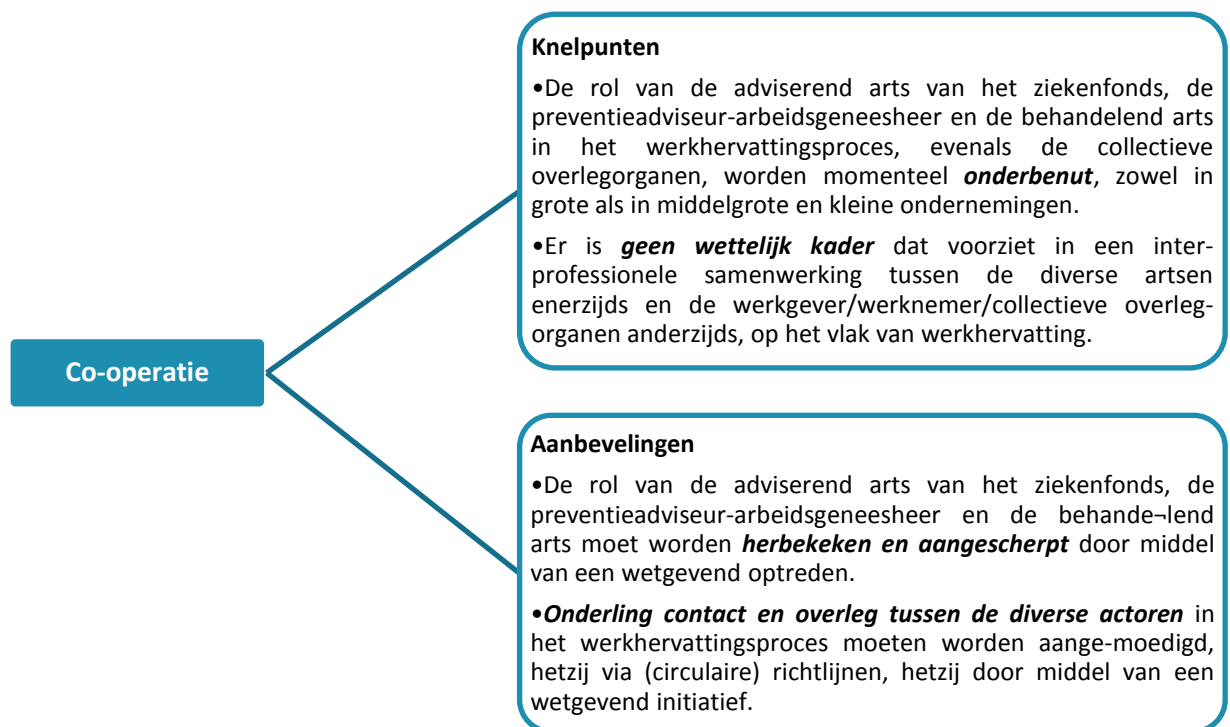 Knelpunten
•De rol van de adviserend arts van het ziekenfonds, de
preventieadviseur-arbeidsgeneesheer en de behandelend arts
in het werkhervattingsproces, evenals de collectieve
overlegorganen, worden momenteel onderbenut, zowel in
grote als in middelgrote en kleine ondernemingen.
•Er is geen wettelijk kader dat voorziet in een inter-
professionele samenwerking tussen de diverse artsen
enerzijds en de werkgever/werknemer/collectieve overleg-
organen anderzijds, op het vlak van werkhervatting.
Co-operatie
Aanbevelingen
•De rol van de adviserend arts van het ziekenfonds, de
preventieadviseur-arbeidsgeneesheer en de behande¬lend
arts moet worden herbekeken en aangescherpt door middel
van een wetgevend optreden.
•Onderling contact en overleg tussen de diverse actoren in
het werkhervattingsproces moeten worden aange-moedigd,
hetzij via (circulaire) richtlijnen, hetzij door middel van een
wetgevend initiatief.